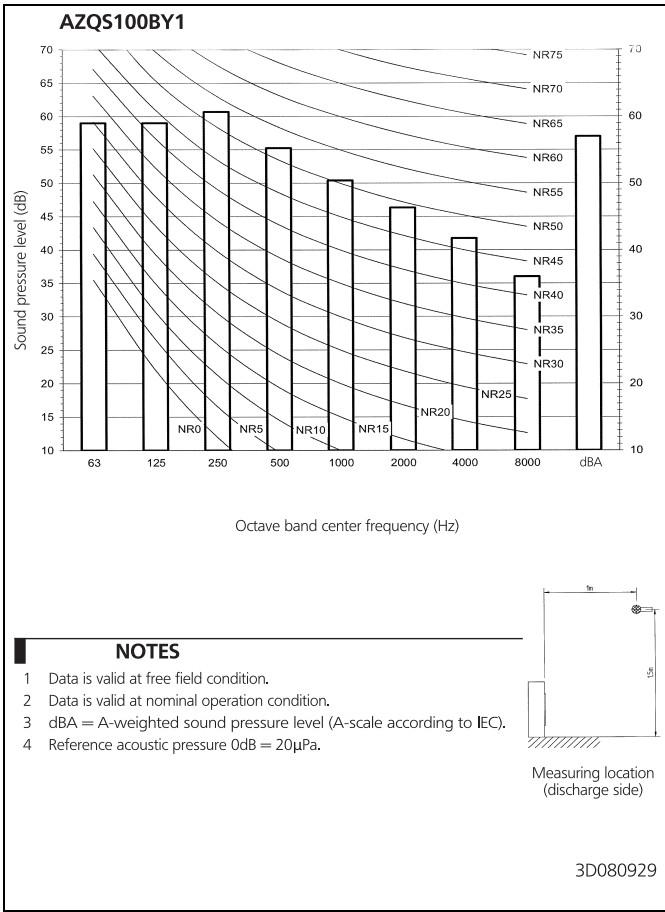 AZQS100BY1
Sound pressure level (dB)
70
65
60
55
50
45
40
35
30
25
20
15
10
NR75
NR70
NR65
NR60
NR55
NR50
NR45
NR40
NR35
NR30
NR25
NR20
NR0 NR5 NR10 NR15
70
60
50
40
30
20
10
63 125 250 500 1000 2000 4000 8000 dBA
Octave band center frequency (Hz)
NOTES
1 Data is valid at free field condition.
2 Data is valid at nominal operation condition.
3 dBA = A-weighted sound pressure level (A-scale according to IEC).
4 Reference acoustic pressure 0dB = 20µPa.
1m
1.5m
Measuring location
(discharge side)
3D080929